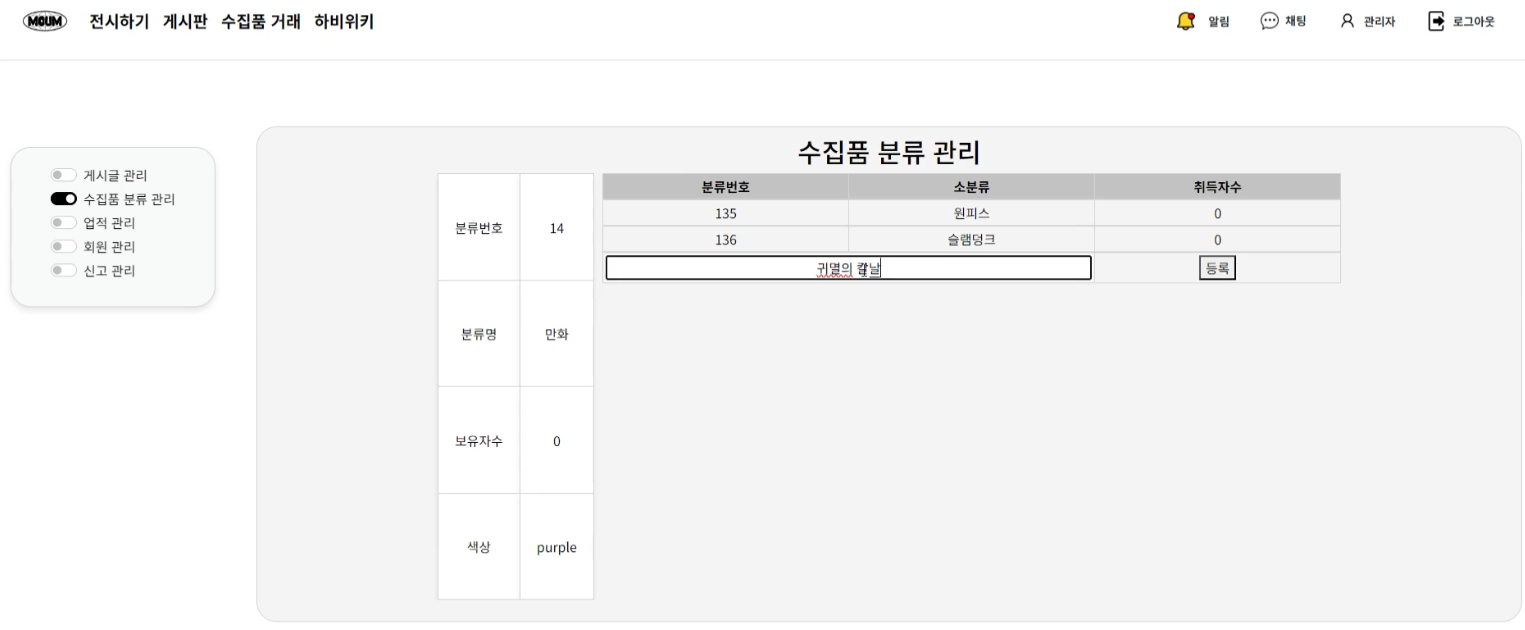 MOUM 전시하기 게시판 수집품 거래 하비위키 알림 채팅 관리자 로그아웃
게시글 관리
수집품 분류 관리
업적 관리
회원 관리
신고 관리
수집품 분류 관리
분류번호 14
분류명 만화
보유자수 0
색상 purple
분류번호 소분류 취득자수
135 원피스 0
136 슬램덩크 0
귀멸의 캻날 등록